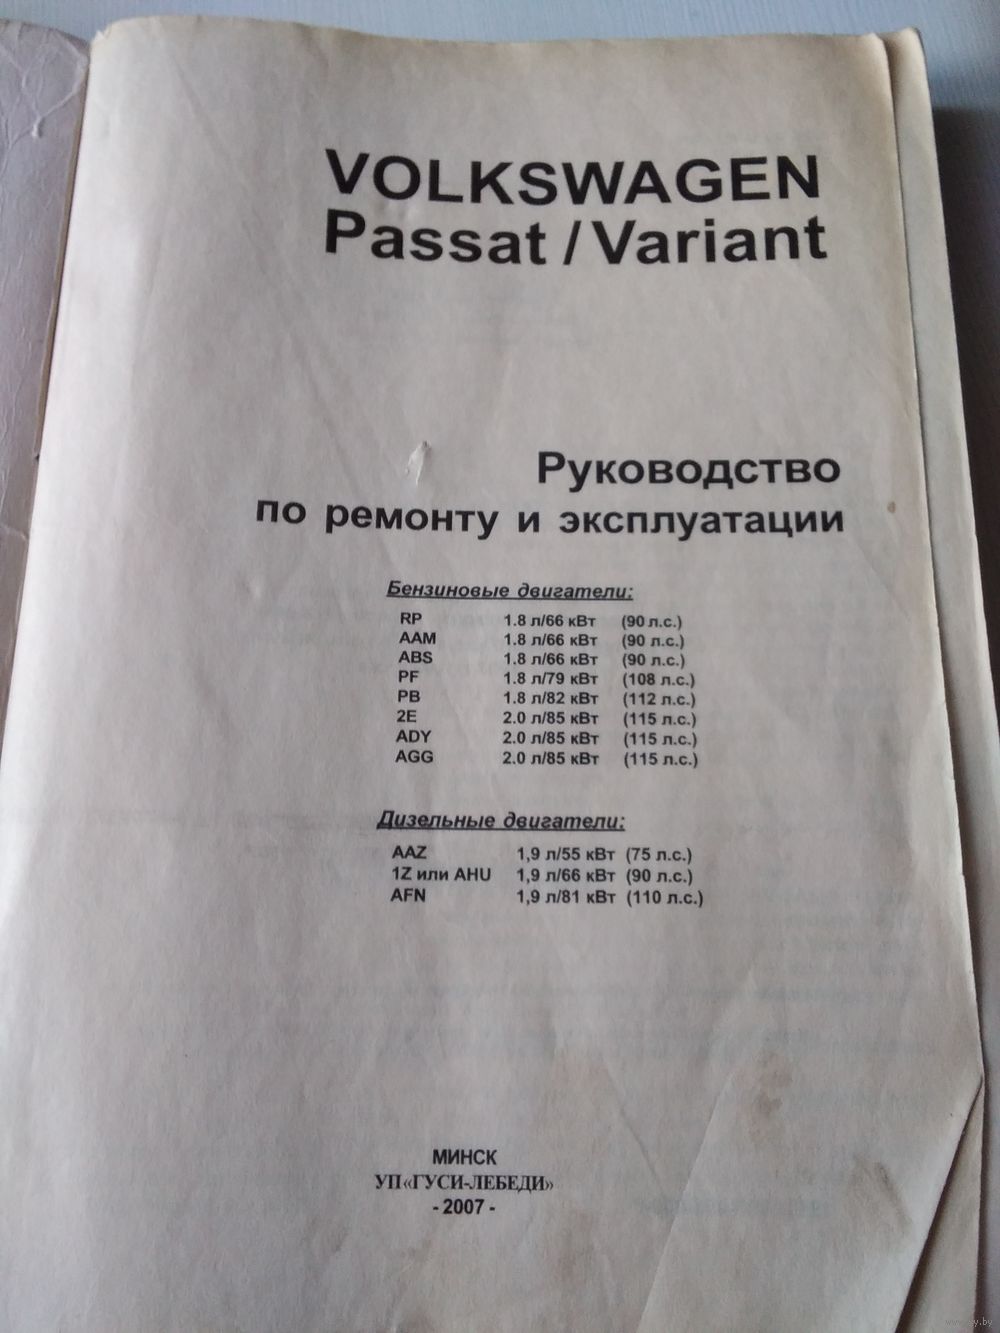 VOLKSWAGEN
Passat / Variant
Руководство
по ремонту и эксплуатации
Бензиновые двигатели:
RP 1.8 л/66 кВт (90 л.с.)
AAM 1.8 л/66 кВт (90 л.с.)
ABS 1.8 л/66 кВт (90 л.с.)
PF 1.8 л/79 кВт (108 л.с.)
PB 1.8 л/82 кВт (112 л.с.)
2E 2.0 л/85 кВт (115 л.с.)
ADY 2.0 л/85 кВт (115 л.с.)
AGG 2.0 л/85 кВт (115 л.с.)
Дизельные двигатели:
AAZ 1,9 л/55 кВт (75 л.с.)
1Z или AHU 1,9 л/66 кВт (90 л.с.)
AFN 1,9 л/81 кВт (110 л.с.)
МИНСК
УП«ГУСИ-ЛЕБЕДИ»
- 2007 -